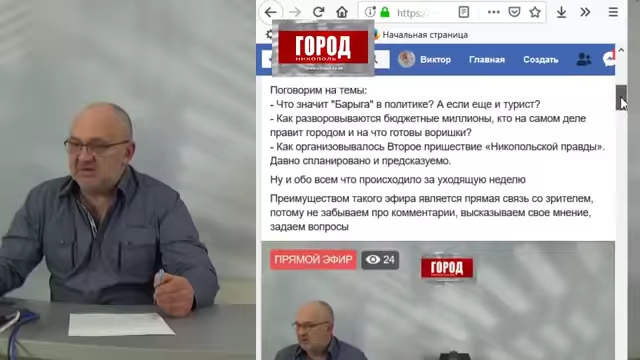 https://
ГОРОД
НИКОПОЛЬ
Начальная страница
Виктор
Главная
Создать
Поговорим на темы:
- Что значит "Барыга" в политике? А если еще и турист?
- Как разворовываются бюджетные миллионы, кто на самом деле
правит городом и на что готовы воришки?
- Как организовывалось Второе пришествие «Никопольской правды».
Давно спланировано и предсказуемо.
Ну и обо всем что происходило за уходящую неделю
Преимуществом такого эфира является прямая связь со зрителем,
потому не забываем про комментарии, высказываем свое мнение,
задаем вопросы
ПРЯМОЙ ЭФИР
24
ГОРОД